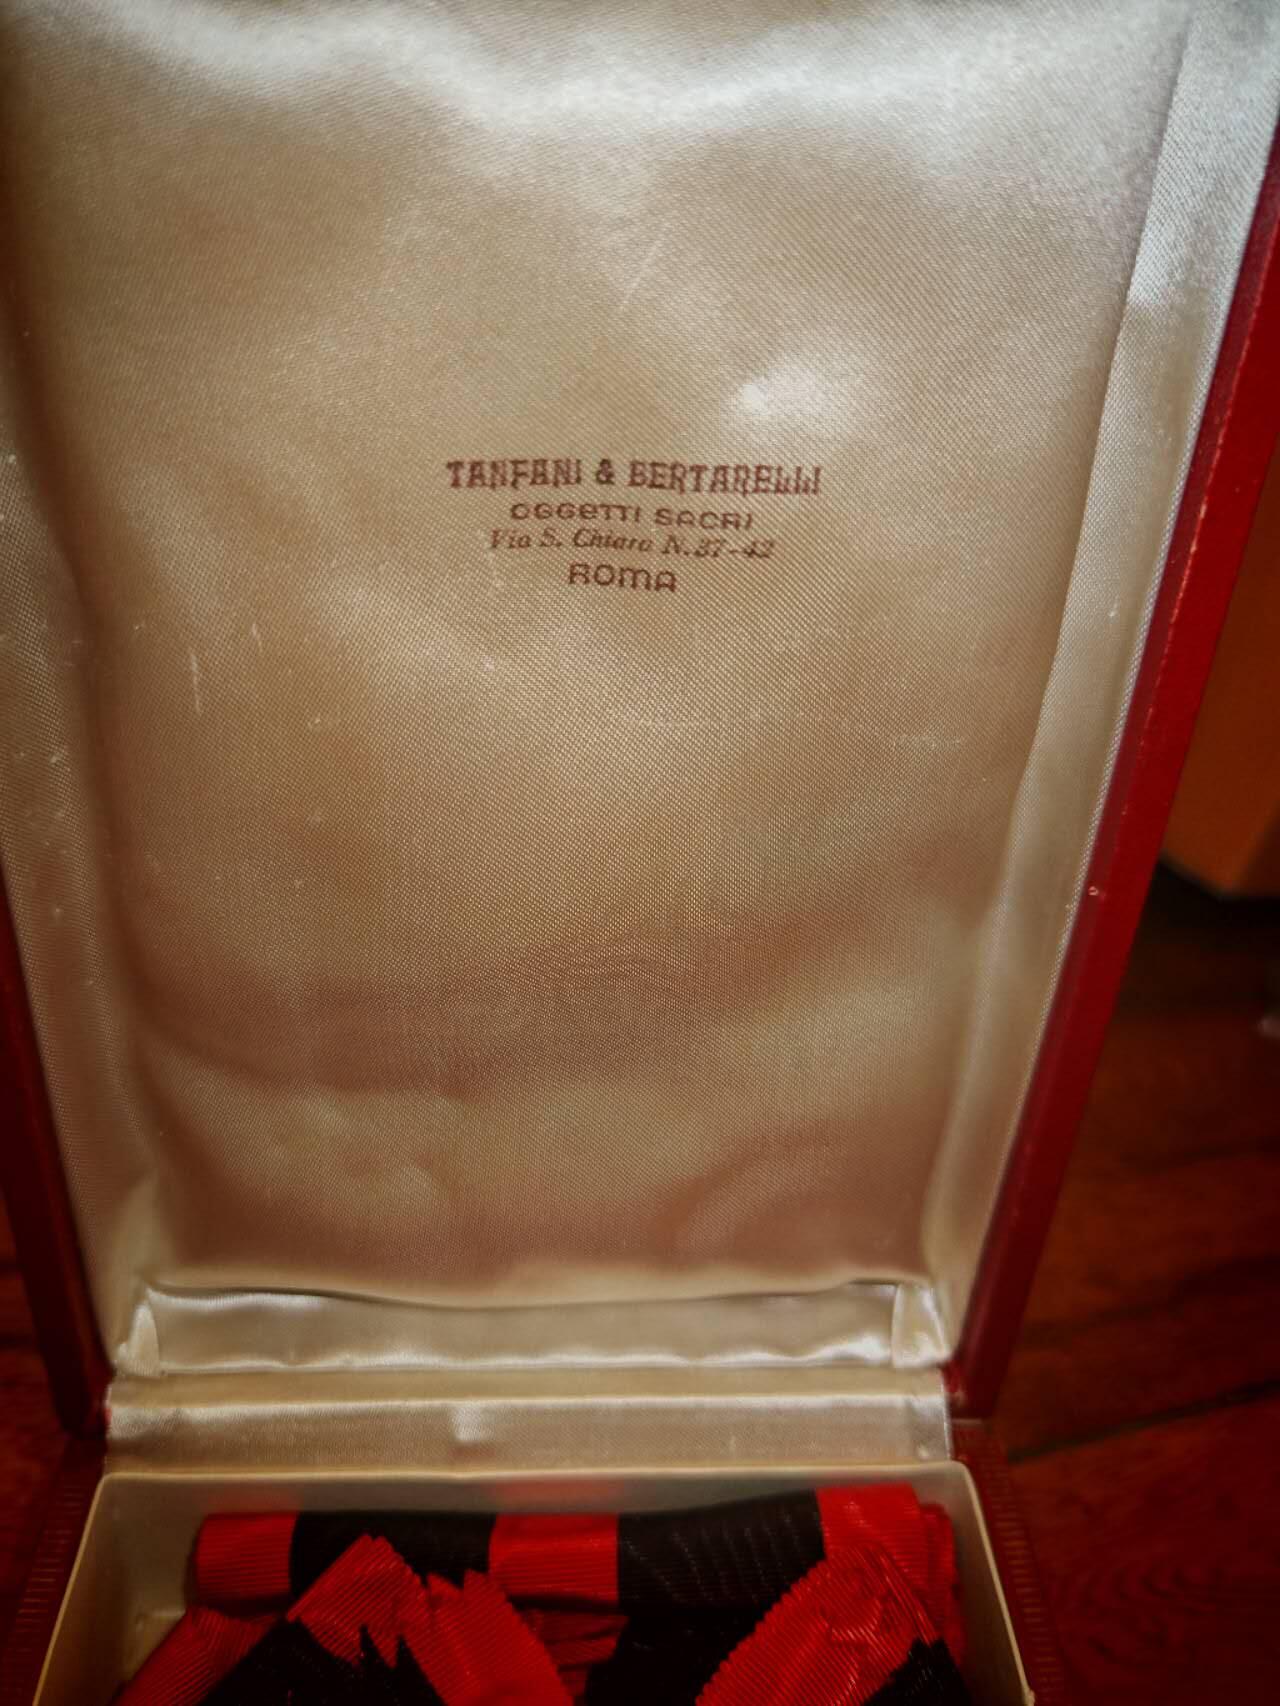 TANFANI & BERTARELLI
OGGETTI SACRI
Via S. Chiara N. 37-42
ROMA